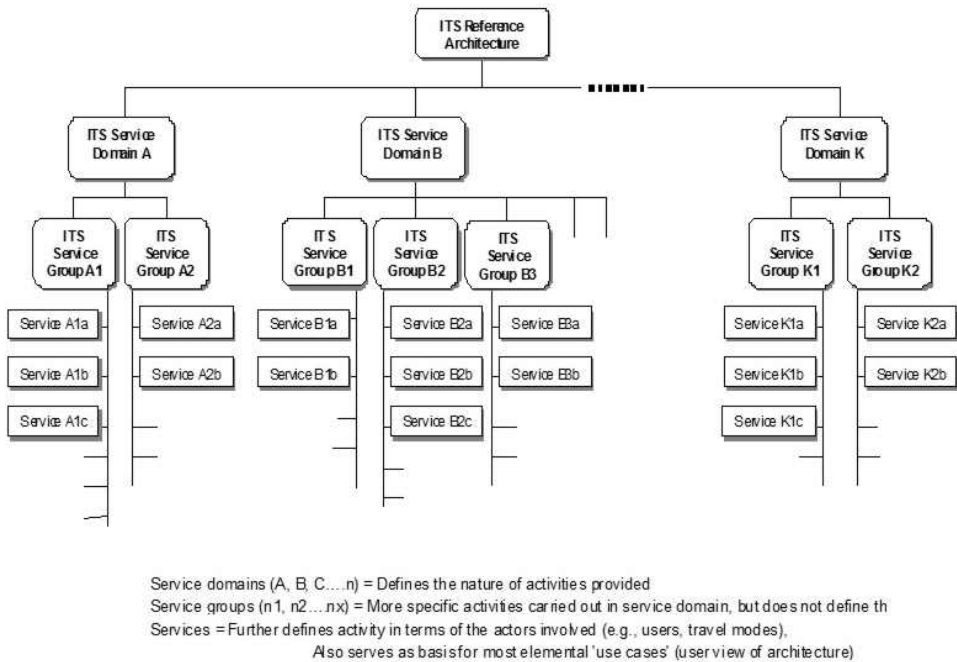 ITS Reference
Architecture
ITS Service
Domain A
ITS Service
Domain B
ITS Service
Domain K
ITS
Service
Group A1
ITS
Service
Group A2
ITS
Service
Group B1
ITS
Service
Group B2
ITS
Service
Group B3
ITS
Service
Group K1
ITS
Service
Group K2
Service A1a
Service A2a
Service B1a
Service B2a
Service B3a
Service K1a
Service K2a
Service A1b
Service A2b
Service B1b
Service B2b
Service B3b
Service K1b
Service K2b
Service A1c
Service B2c
Service K1c
Service domains (A, B, C....n) = Defines the nature of activities provided
Service groups (n1, n2....nx) = More specific activities carried out in service domain, but does not define th
Services = Further defines activity in terms of the actors involved (e.g., users, travel modes),
Also serves as basis for most elemental 'use cases' (user view of architecture)